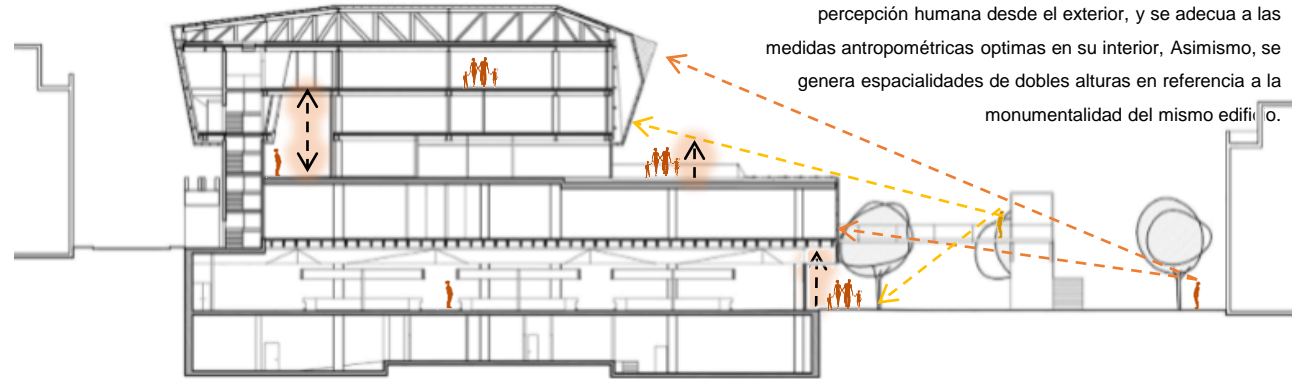 percepción humana desde el exterior, y se adecua a las
medidas antropométricas optimas en su interior, Asimismo, se
genera espacialidades de dobles alturas en referencia a la
monumentalidad del mismo edificio.